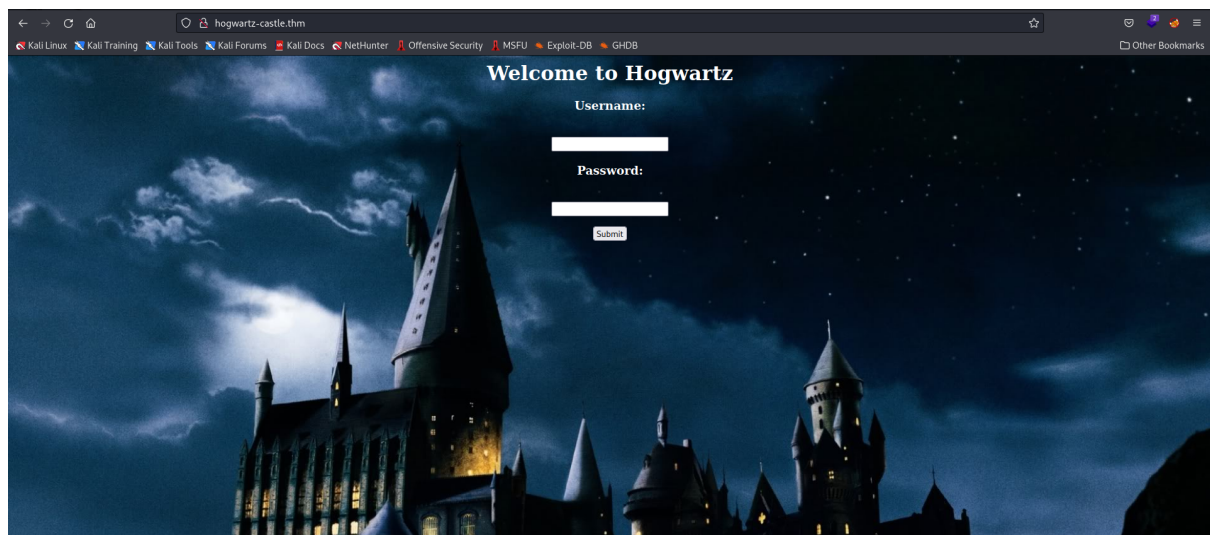 hogwartz-castle.thm
2
Kali Linux Kali Training Kali Tools Kali Forums Kali Docs NetHunter Offensive Security MSFU Exploit-DB GHDB Other Bookmarks
Welcome to Hogwartz
Username:
Password:
Submit